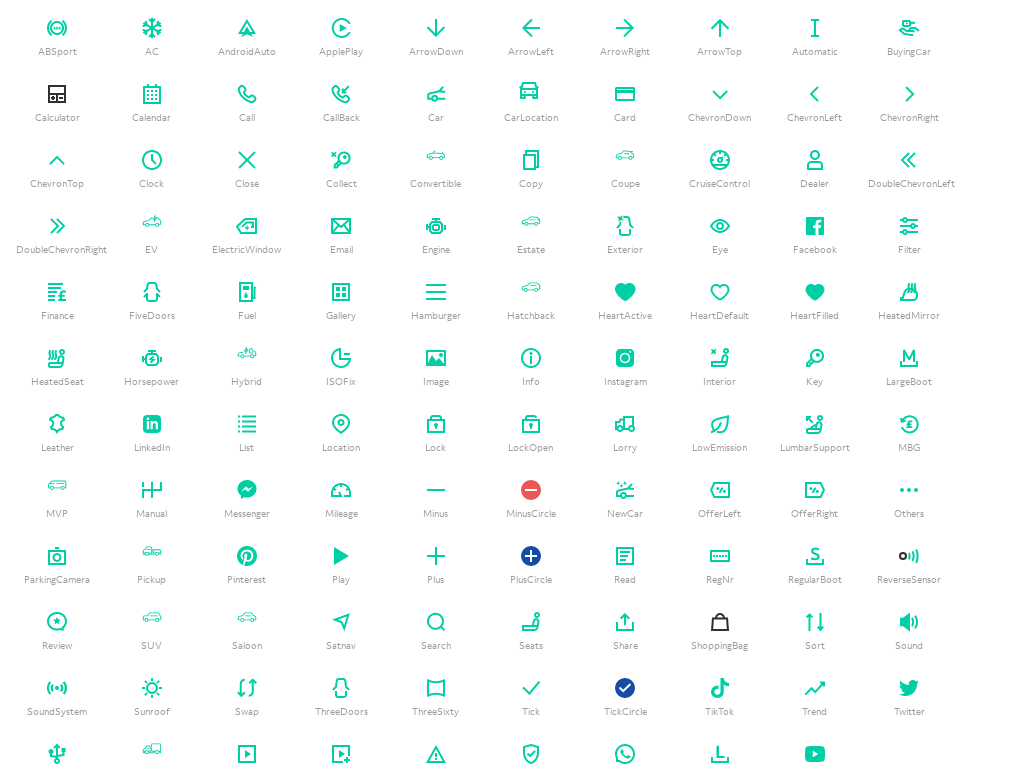 ABSport AC AndroidAuto ApplePlay ArrowDown ArrowLeft ArrowRight ArrowTop Automatic BuyingCar
Calculator Calendar Call CallBack Car CarLocation Card ChevronDown ChevronLeft ChevronRight
ChevronTop Clock Close Collect Convertible Copy Coupe CruiseControl Dealer DoubleChevronLeft
DoubleChevronRight EV ElectricWindow Email Engine Estate Exterior Eye Facebook Filter
Finance FiveDoors Fuel Gallery Hamburger Hatchback HeartActive HeartDefault HeartFilled HeatedMirror
HeatedSeat Horsepower Hybrid ISOFix Image Info Instagram Interior Key LargeBoot
Leather LinkedIn List Location Lock LockOpen Lorry LowEmission LumbarSupport MBG
MVP Manual Messenger Mileage Minus MinusCircle NewCar OfferLeft OfferRight Others
ParkingCamera Pickup Pinterest Play Plus PlusCircle Read RegNr RegularBoot ReverseSensor
Review SUV Saloon Satnav Search Seats Share ShoppingBag Sort Sound
SoundSystem Sunroof Swap ThreeDoors ThreeSixty Tick TickCircle TikTok Trend Twitter